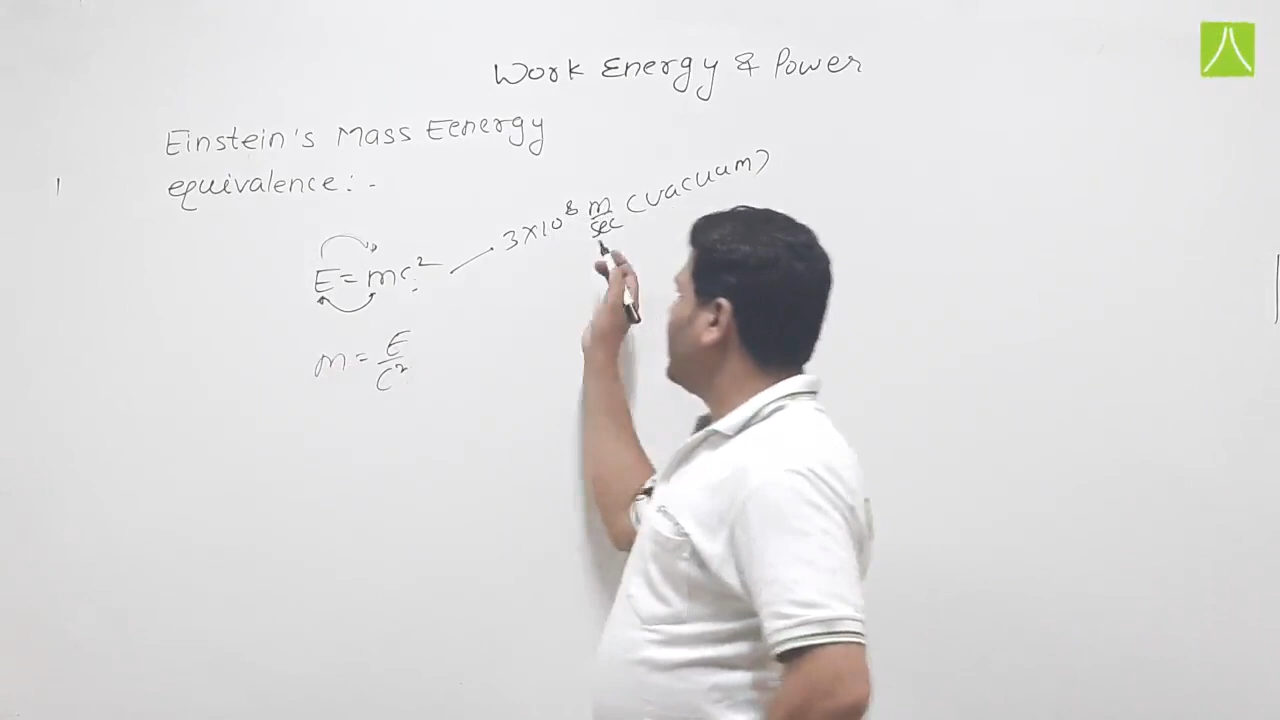 Work Energy & Power
Einstein's Mass Eenergy
equivalence: -
E = mc² 3×10⁸ m/sec (vacuum)
m = E/c²